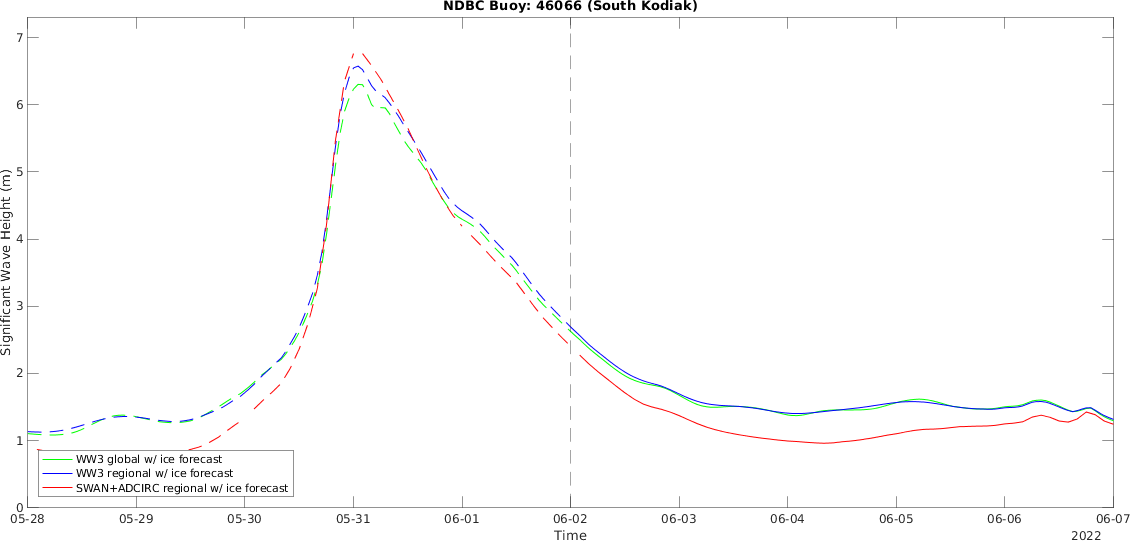 NDBC Buoy: 46066 (South Kodiak)
7
6
5
4
3
2
1
0
Significant Wave Height (m)
WW3 global w/ ice forecast
WW3 regional w/ ice forecast
SWAN+ADCIRC regional w/ ice forecast
05-28 05-29 05-30 05-31 06-01 06-02 06-03 06-04 06-05 06-06 06-07
Time
2022